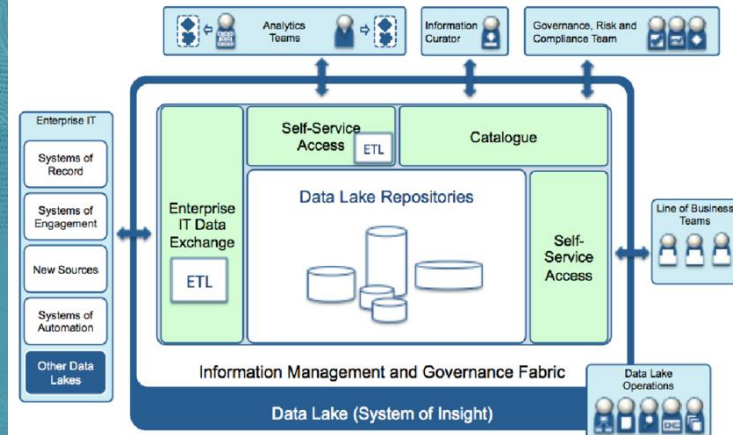 Analytics
Teams
Information
Curator
Governance, Risk and
Compliance Team
Enterprise IT
Systems of
Record
Systems of
Engagement
New Sources
Systems of
Automation
Other Data
Lakes
Enterprise
IT Data
Exchange
ETL
Self-Service
Access
ETL
Catalogue
Data Lake Repositories
Self-
Service
Access
Line of Business
Teams
Information Management and Governance Fabric
Data Lake (System of Insight)
Data Lake
Operations